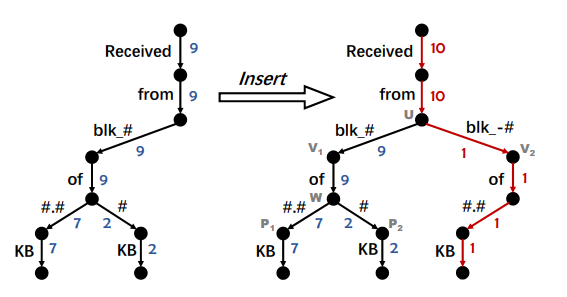 Received 9
from 9
blk_# 9
of 9
#.# 7 # 2
KB 7 KB 2
Insert
Received 10
from 10
U
blk_# 9 blk_-# 1
V₁ V₂
of 9 of 1
W
#.# 7 # 2 #.# 1
P₁ P₂
KB 7 KB 2 KB 1